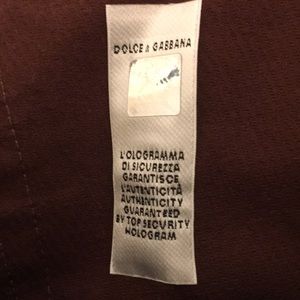 DOLCE & GABBANA
L'OLOGRAMMA
DI SICUREZZA
GARANTISCE
L'AUTENTICITÀ
AUTHENTICITY
GUARANTEED
BY TOP SECURITY
HOLOGRAM